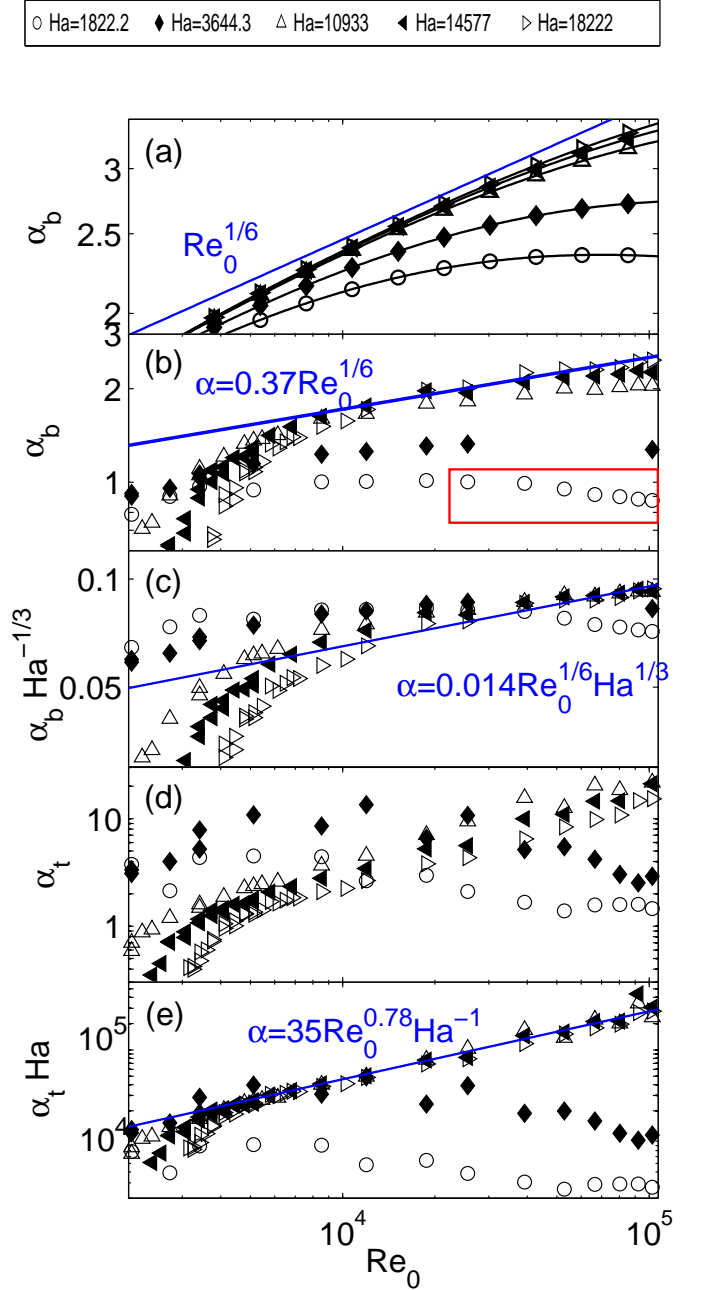 Ha=1822.2 Ha=3644.3 Ha=10933 Ha=14577 Ha=18222
(a)
3
2.5
2
α_b
Re_0^{1/6}
(b)
3
2
1
α_b
α=0.37Re_0^{1/6}
(c)
0.1
0.05
α_b Ha^{-1/3}
α=0.014Re_0^{1/6}Ha^{1/3}
(d)
10
1
α_t
(e)
10^5
10^4
α_t Ha
α=35Re_0^{0.78}Ha^{-1}
10^4 10^5
Re_0